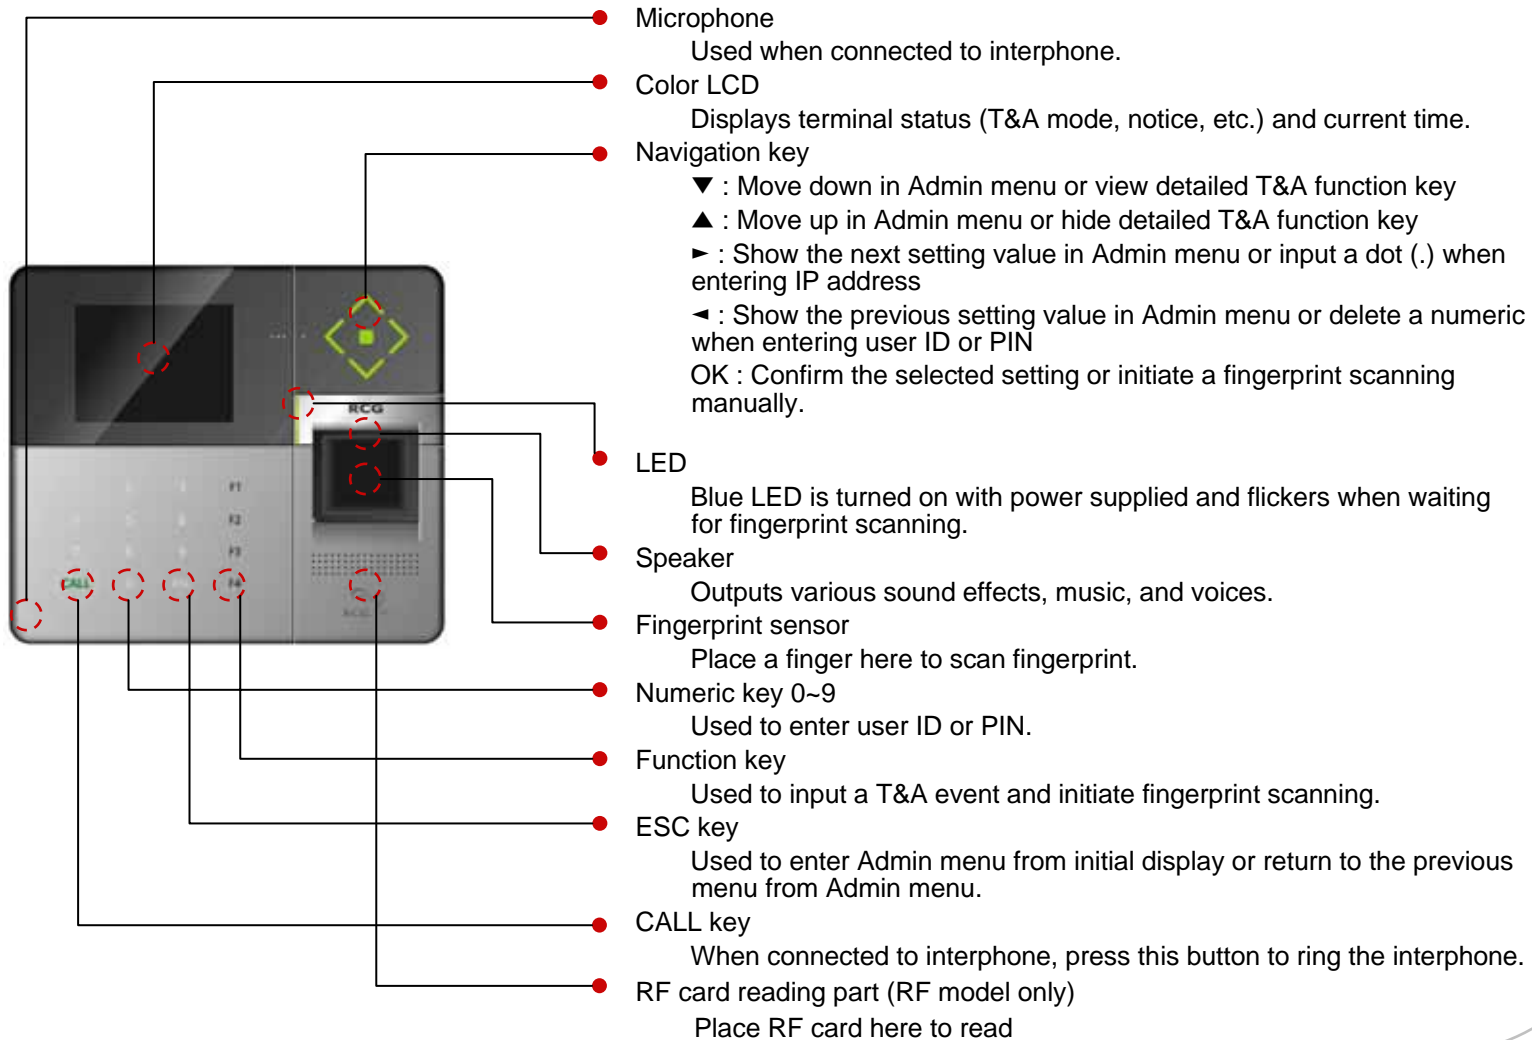 Microphone
Used when connected to interphone.
Color LCD
Displays terminal status (T&A mode, notice, etc.) and current time.
Navigation key
▼ : Move down in Admin menu or view detailed T&A function key
▲ : Move up in Admin menu or hide detailed T&A function key
► : Show the next setting value in Admin menu or input a dot (.) when
entering IP address
◄ : Show the previous setting value in Admin menu or delete a numeric
when entering user ID or PIN
OK : Confirm the selected setting or initiate a fingerprint scanning
manually.
LED
Blue LED is turned on with power supplied and flickers when waiting
for fingerprint scanning.
Speaker
Outputs various sound effects, music, and voices.
Fingerprint sensor
Place a finger here to scan fingerprint.
Numeric key 0~9
Used to enter user ID or PIN.
Function key
Used to input a T&A event and initiate fingerprint scanning.
ESC key
Used to enter Admin menu from initial display or return to the previous
menu from Admin menu.
CALL key
When connected to interphone, press this button to ring the interphone.
RF card reading part (RF model only)
Place RF card here to read
RCG
F1
F2
F3
CALL
F4